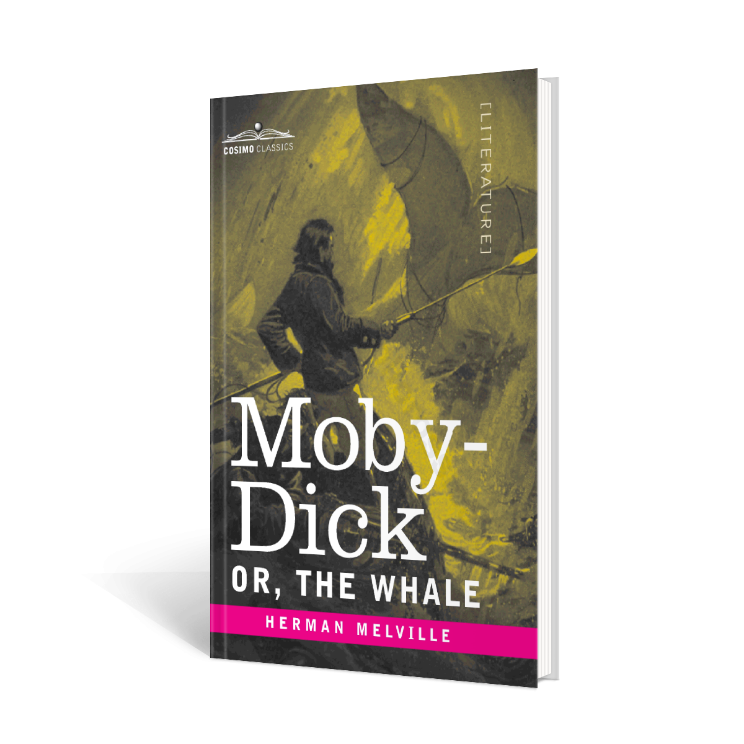 COSIMO CLASSICS
[LITERATURE]
Moby-
Dick
OR, THE WHALE
HERMAN MELVILLE